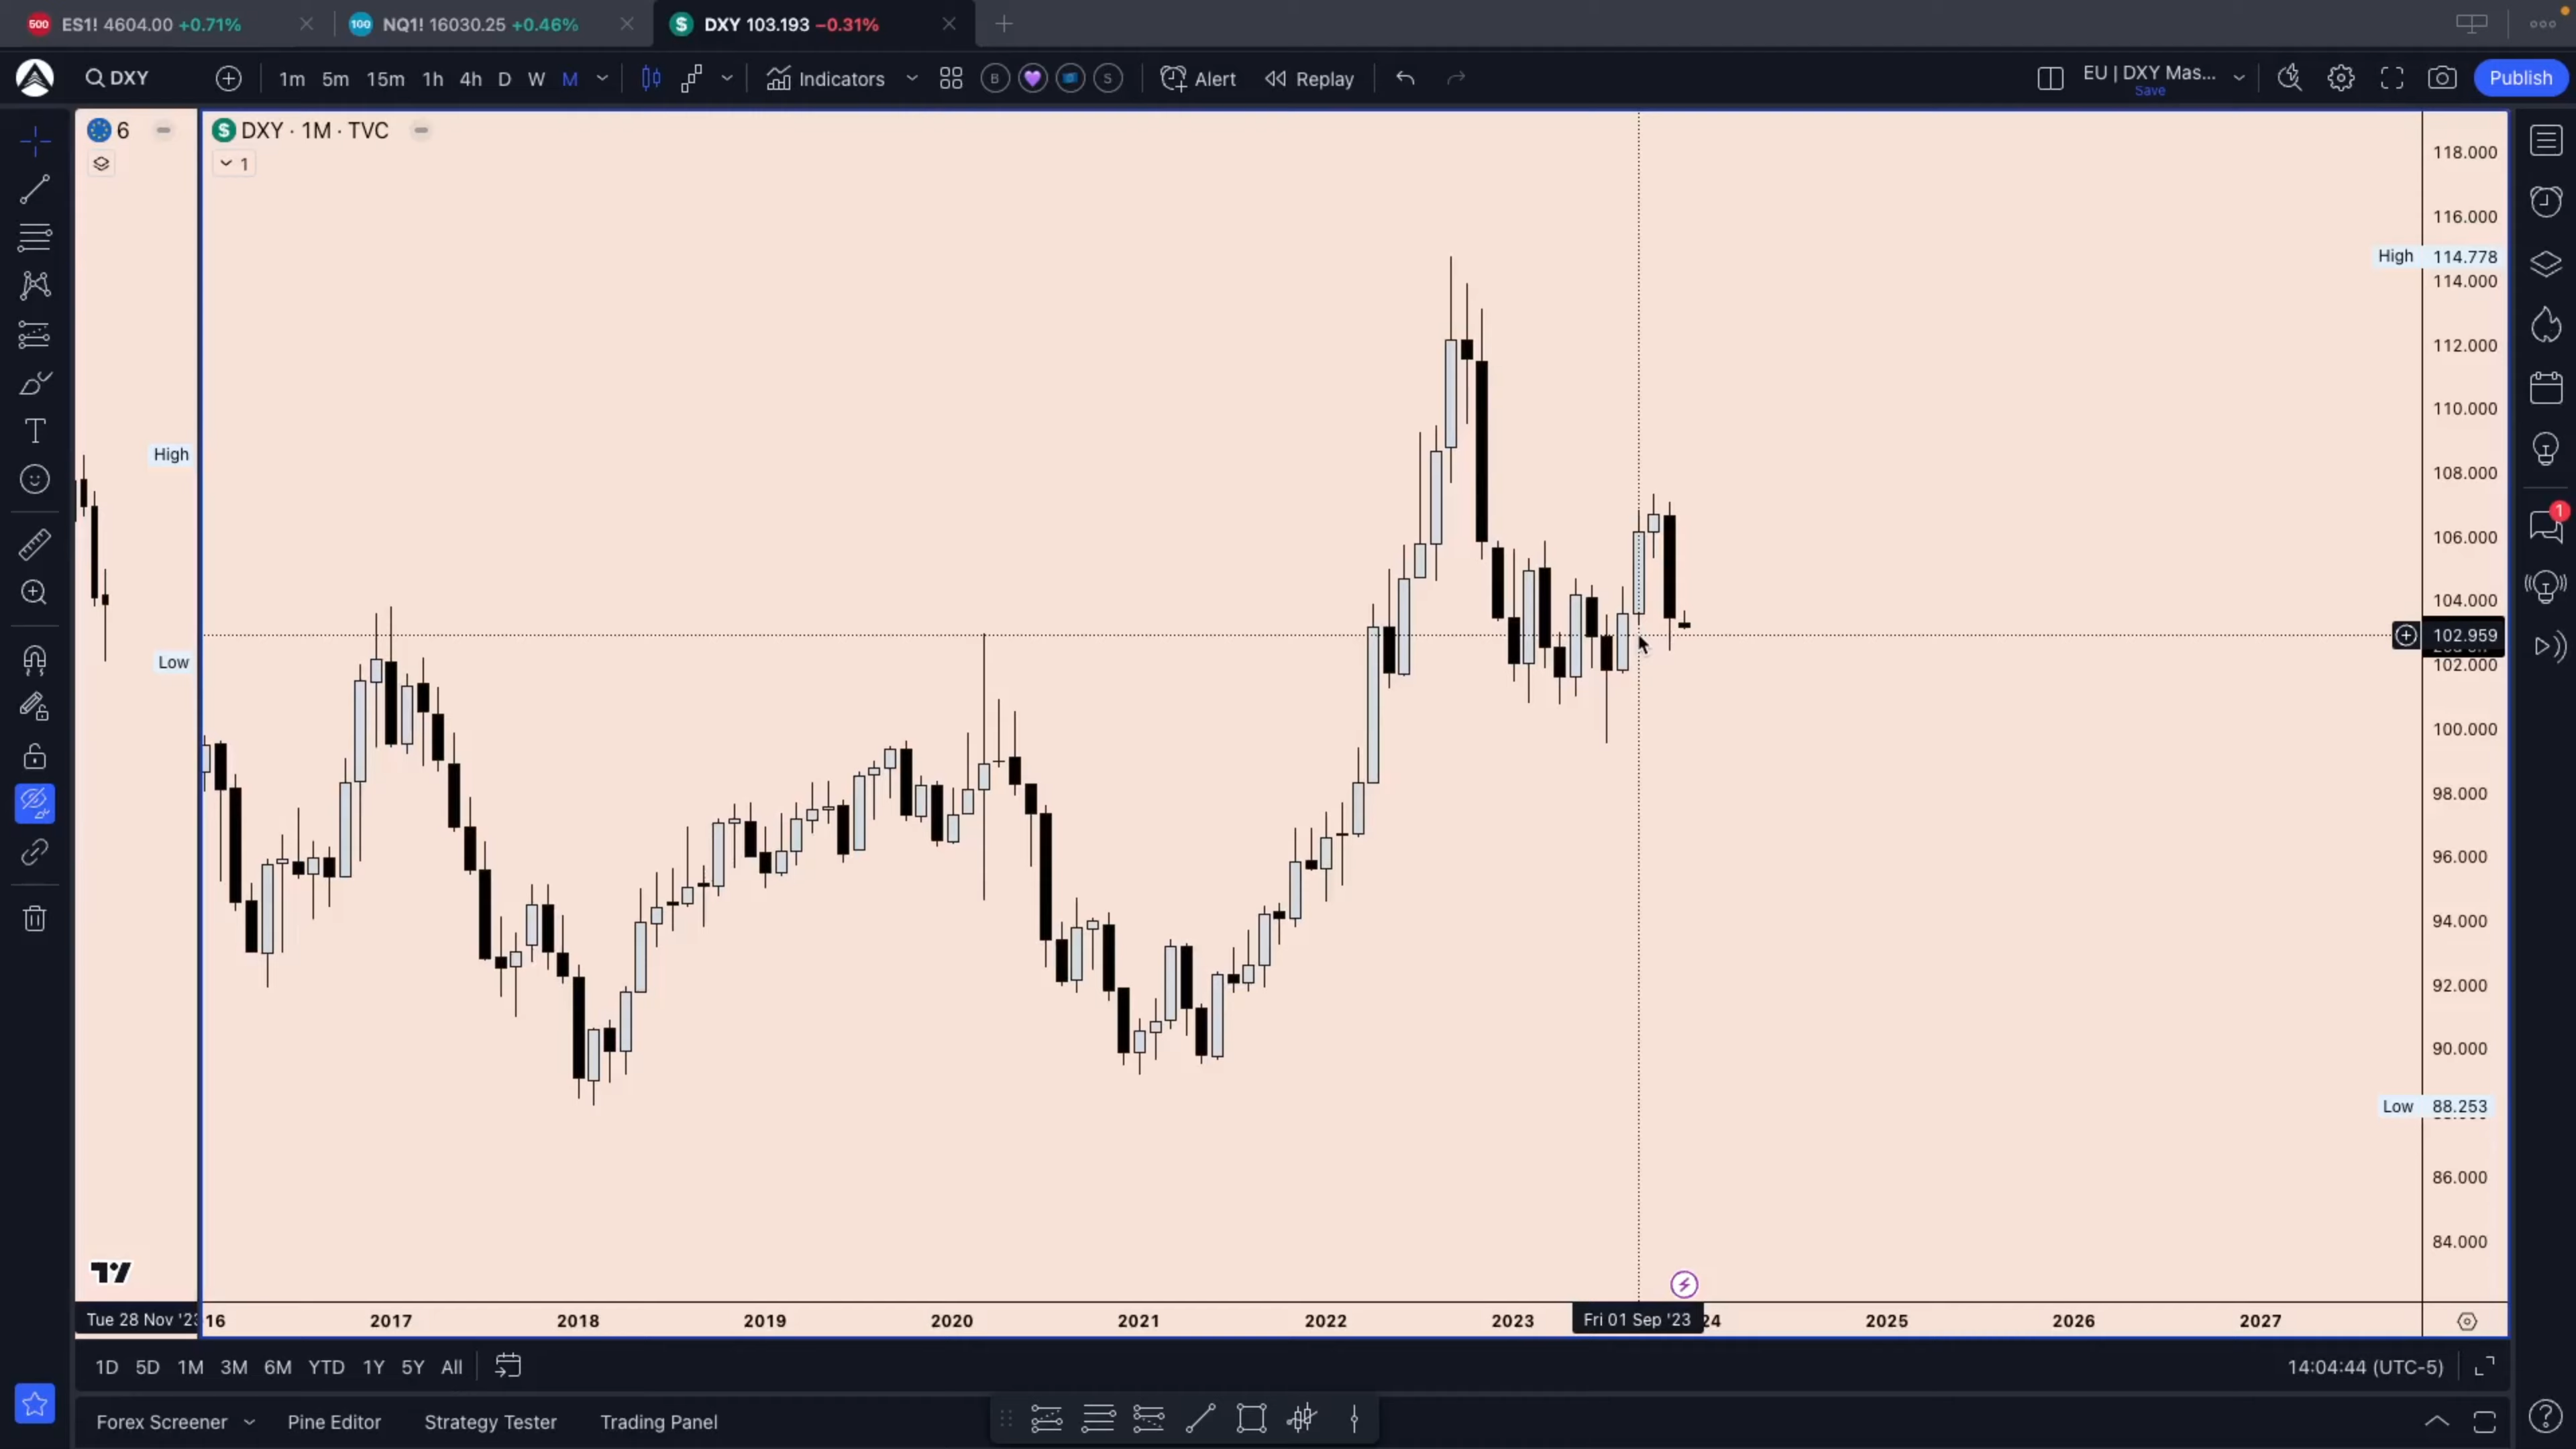 500 ES1! 4604.00 +0.71%
100 NQ1! 16030.25 +0.46%
$ DXY 103.193 −0.31%
DXY
1m 5m 15m 1h 4h D W M
Indicators
B
S
Alert
Replay
EU | DXY Mas...
Save
Publish
6
$ DXY · 1M · TVC
1
118.000
116.000
High 114.778
114.000
112.000
110.000
High
108.000
106.000
104.000
102.959
Low
102.000
100.000
98.000
96.000
94.000
92.000
90.000
Low 88.253
86.000
84.000
1
Tue 28 Nov '23
16 2017 2018 2019 2020 2021 2022 2023 Fri 01 Sep '23 24 2025 2026 2027
1D 5D 1M 3M 6M YTD 1Y 5Y All
14:04:44 (UTC-5)
Forex Screener Pine Editor Strategy Tester Trading Panel